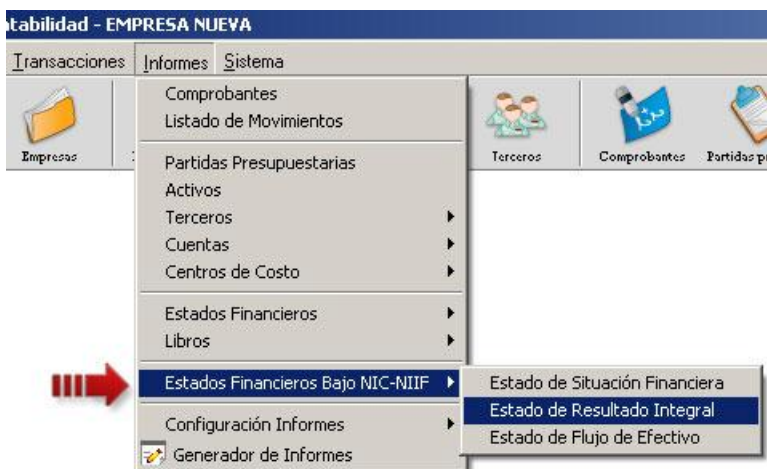 ntabilidad - EMPRESA NUEVA
Transacciones Informes Sistema
Empresas
Terceros
Comprobantes
Partidas p
Comprobantes
Listado de Movimientos
Partidas Presupuestarias
Activos
Terceros
Cuentas
Centros de Costo
Estados Financieros
Libros
Estados Financieros Bajo NIC-NIIF
Configuración Informes
Generador de Informes
Estado de Situación Financiera
Estado de Resultado Integral
Estado de Flujo de Efectivo